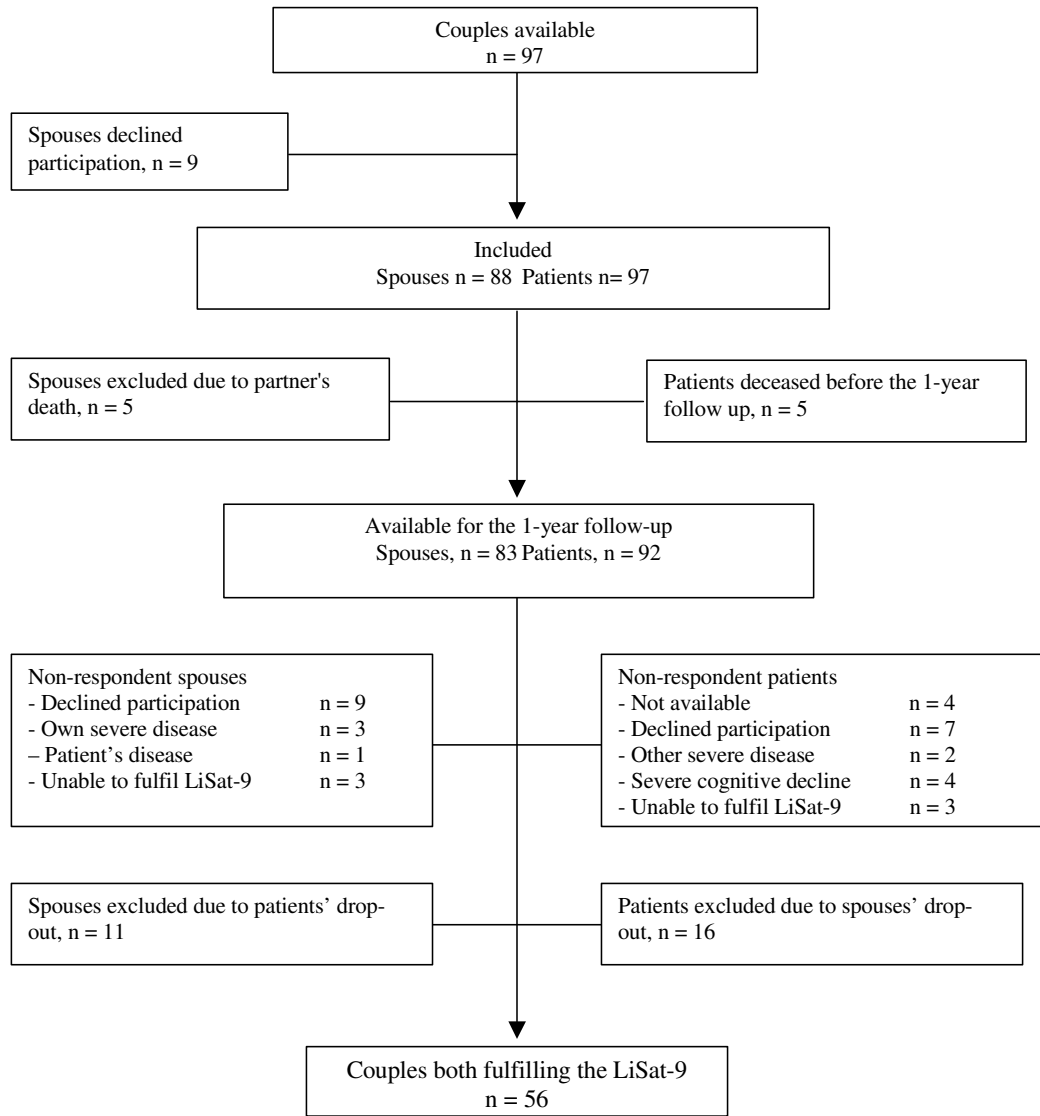 Couples available
n = 97
Spouses declined
participation, n = 9
Included
Spouses n = 88 Patients n= 97
Spouses excluded due to partner's
death, n = 5
Patients deceased before the 1-year
follow up, n = 5
Available for the 1-year follow-up
Spouses, n = 83 Patients, n = 92
Non-respondent spouses
- Declined participation n = 9
- Own severe disease n = 3
– Patient’s disease n = 1
- Unable to fulfil LiSat-9 n = 3
Non-respondent patients
- Not available n = 4
- Declined participation n = 7
- Other severe disease n = 2
- Severe cognitive decline n = 4
- Unable to fulfil LiSat-9 n = 3
Spouses excluded due to patients’ drop-
out, n = 11
Patients excluded due to spouses’ drop-
out, n = 16
Couples both fulfilling the LiSat-9
n = 56